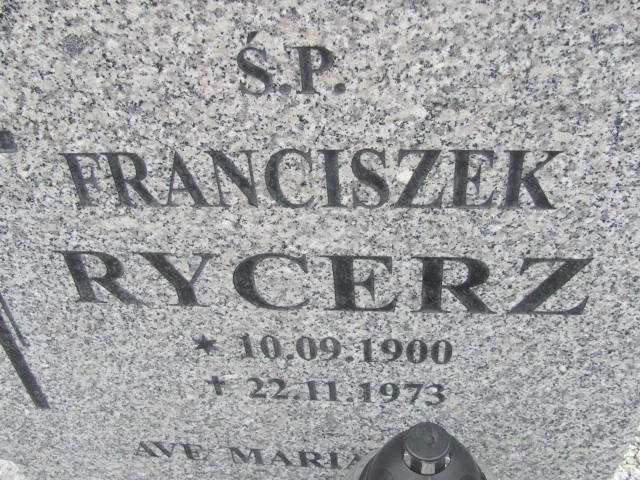 Ś.P.
FRANCISZEK
RYCERZ
* 10.09.1900
† 22.11.1973
AVE MARIA